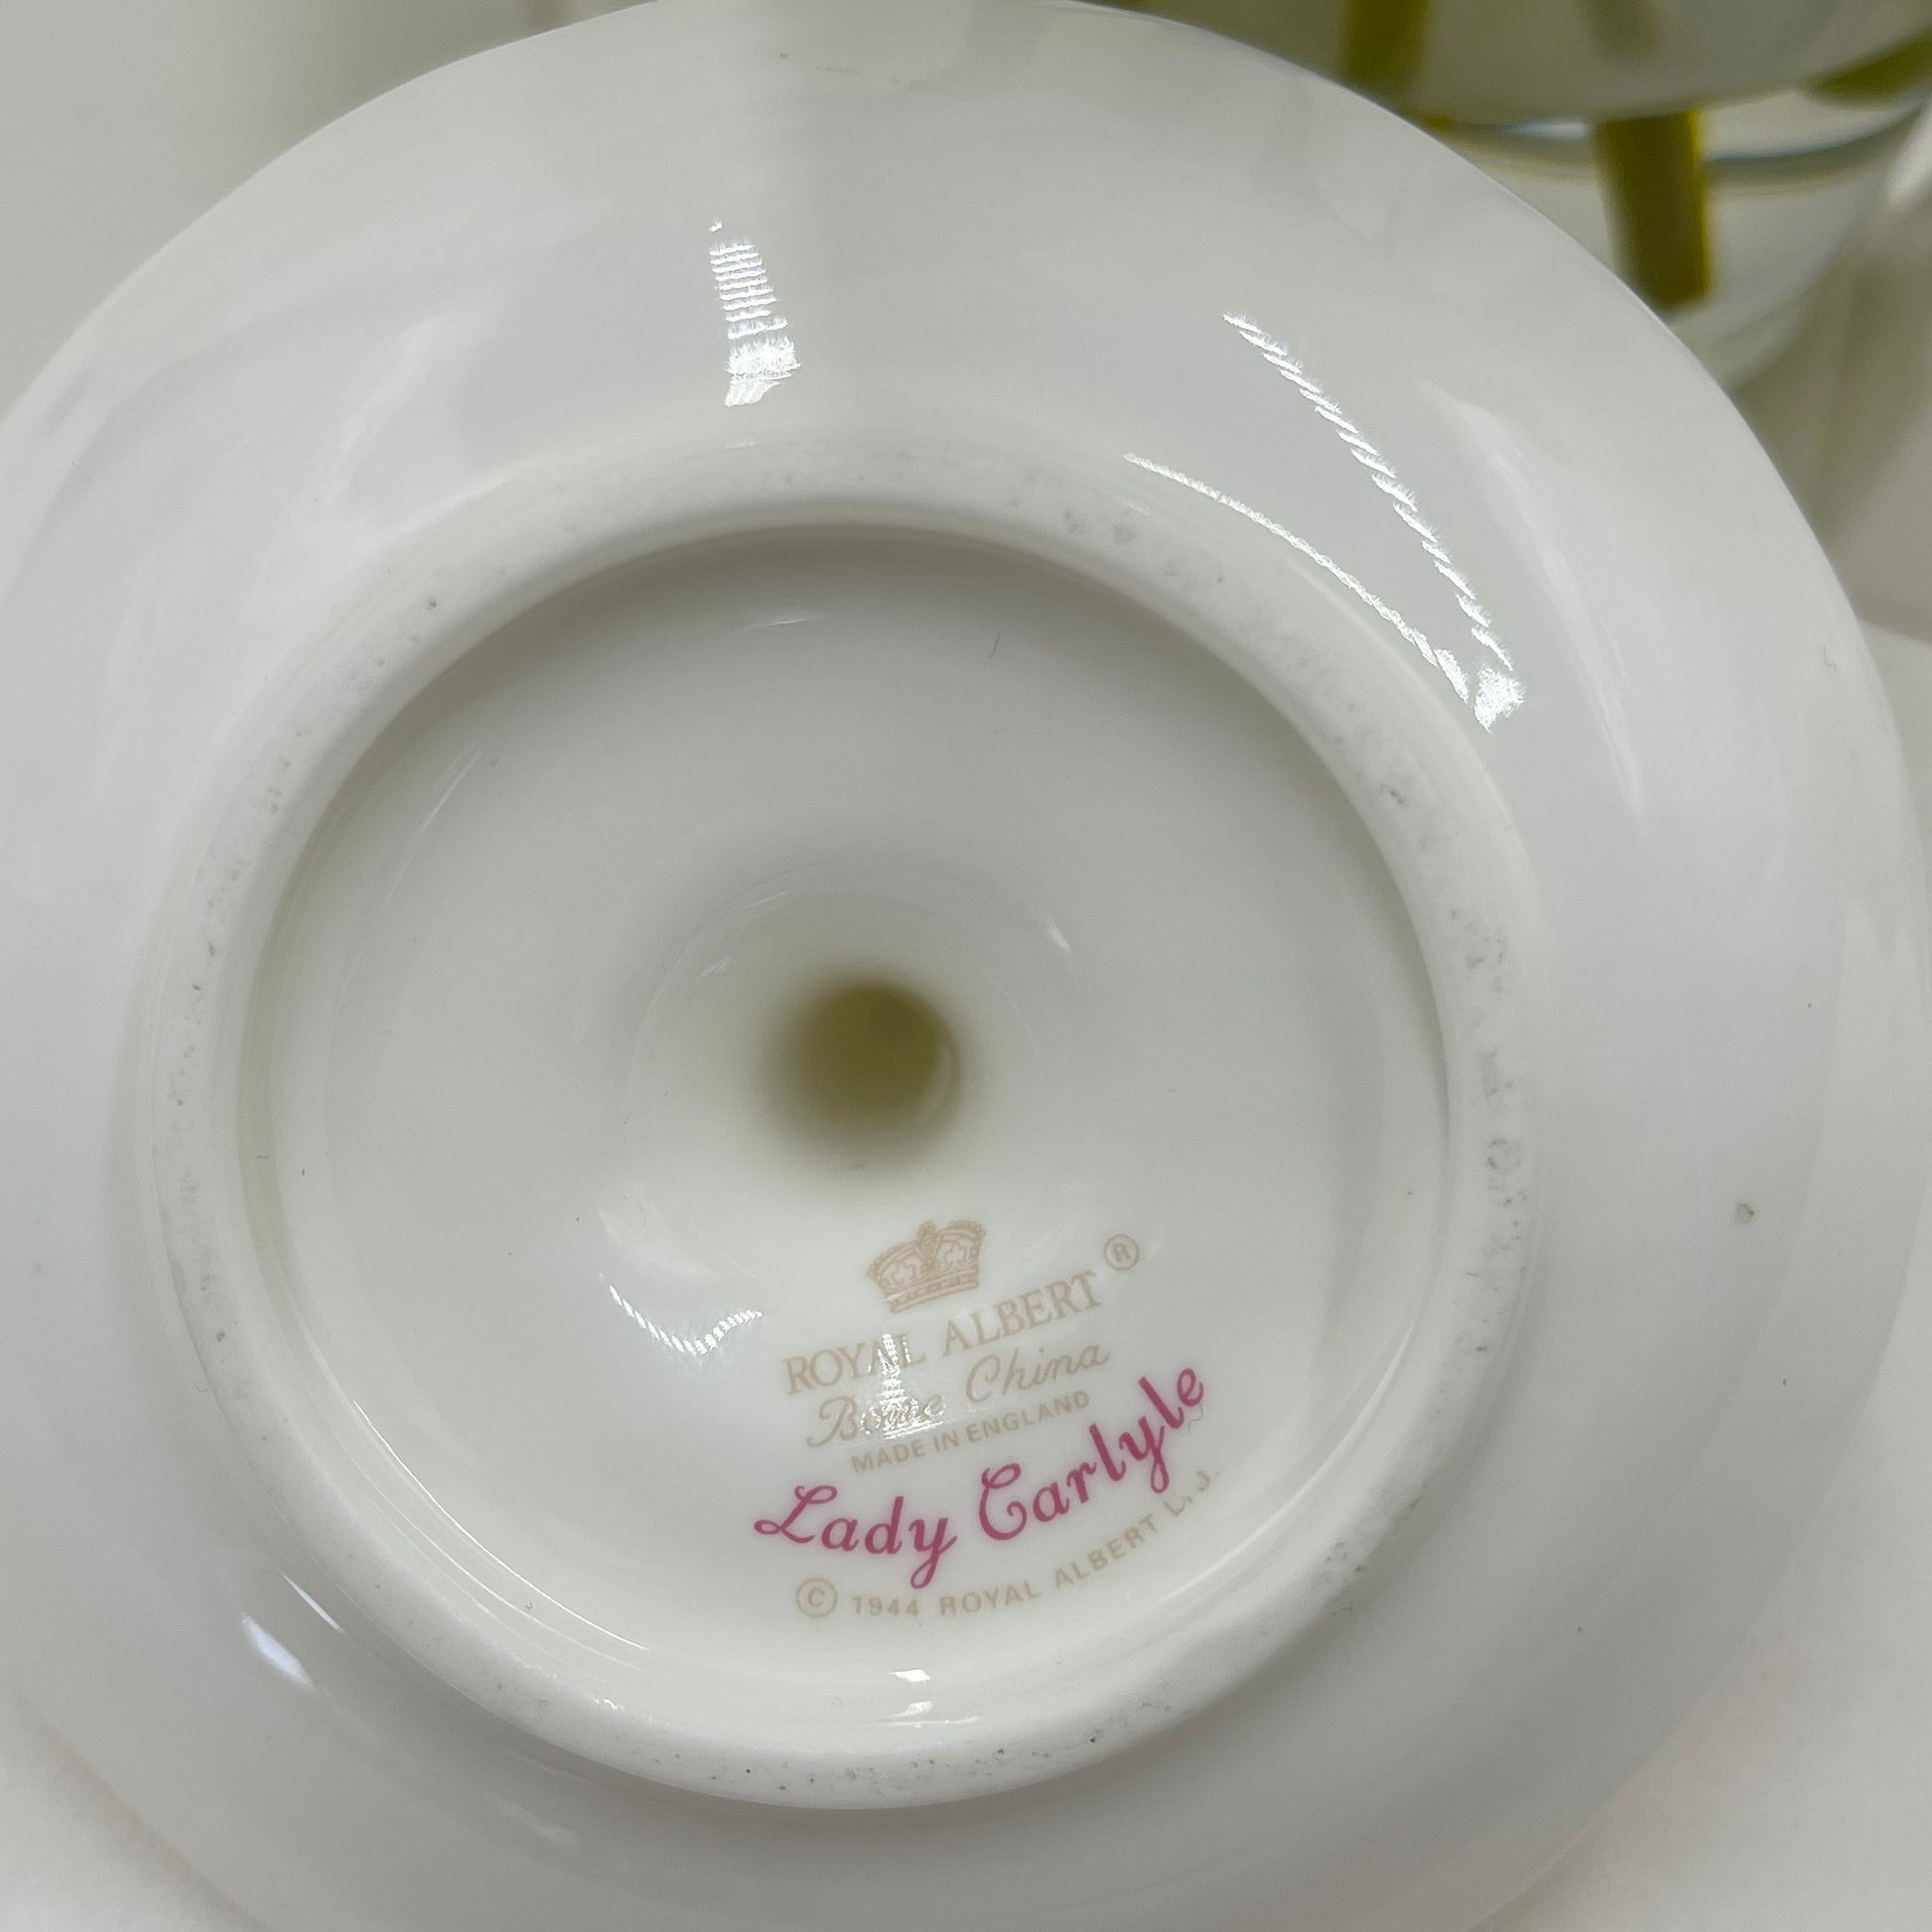 ROYAL ALBERT ®
Bone China
MADE IN ENGLAND
Lady Carlyle
© 1944 ROYAL ALBERT